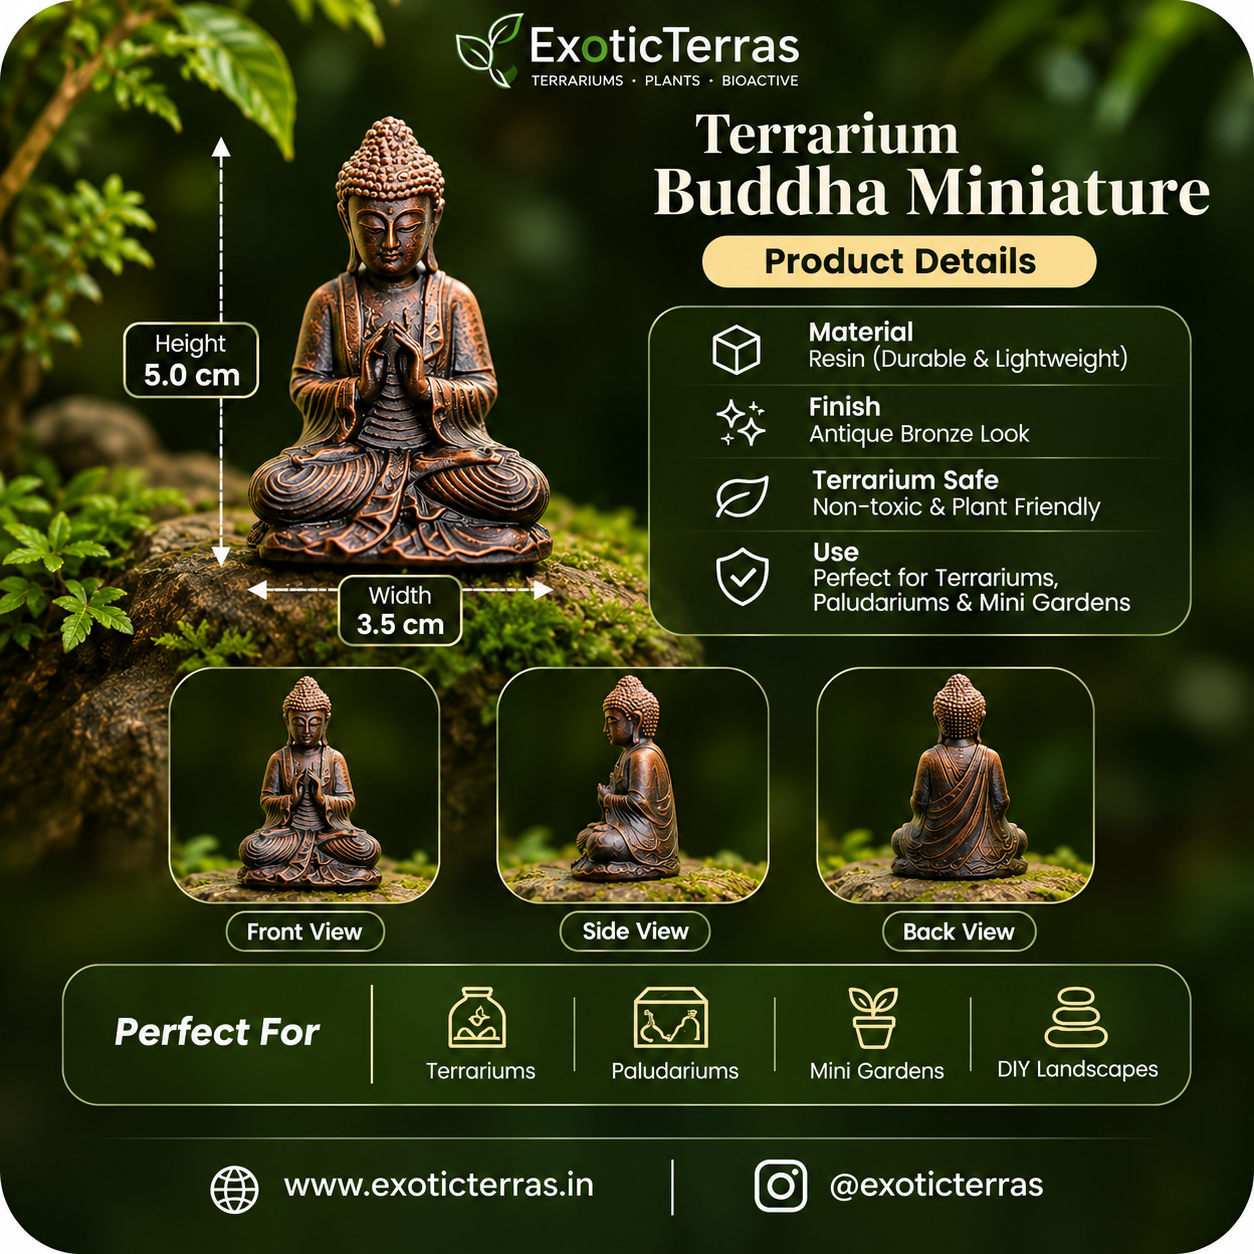 ExoticTerras
TERRARIUMS • PLANTS • BIOACTIVE
Terrarium
Buddha Miniature
Product Details
Height
5.0 cm
Width
3.5 cm
Material
Resin (Durable & Lightweight)
Finish
Antique Bronze Look
Terrarium Safe
Non-toxic & Plant Friendly
Use
Perfect for Terrariums,
Paludariums & Mini Gardens
Front View
Side View
Back View
Perfect For
Terrariums
Paludariums
Mini Gardens
DIY Landscapes
www.exoticterras.in
@exoticterras